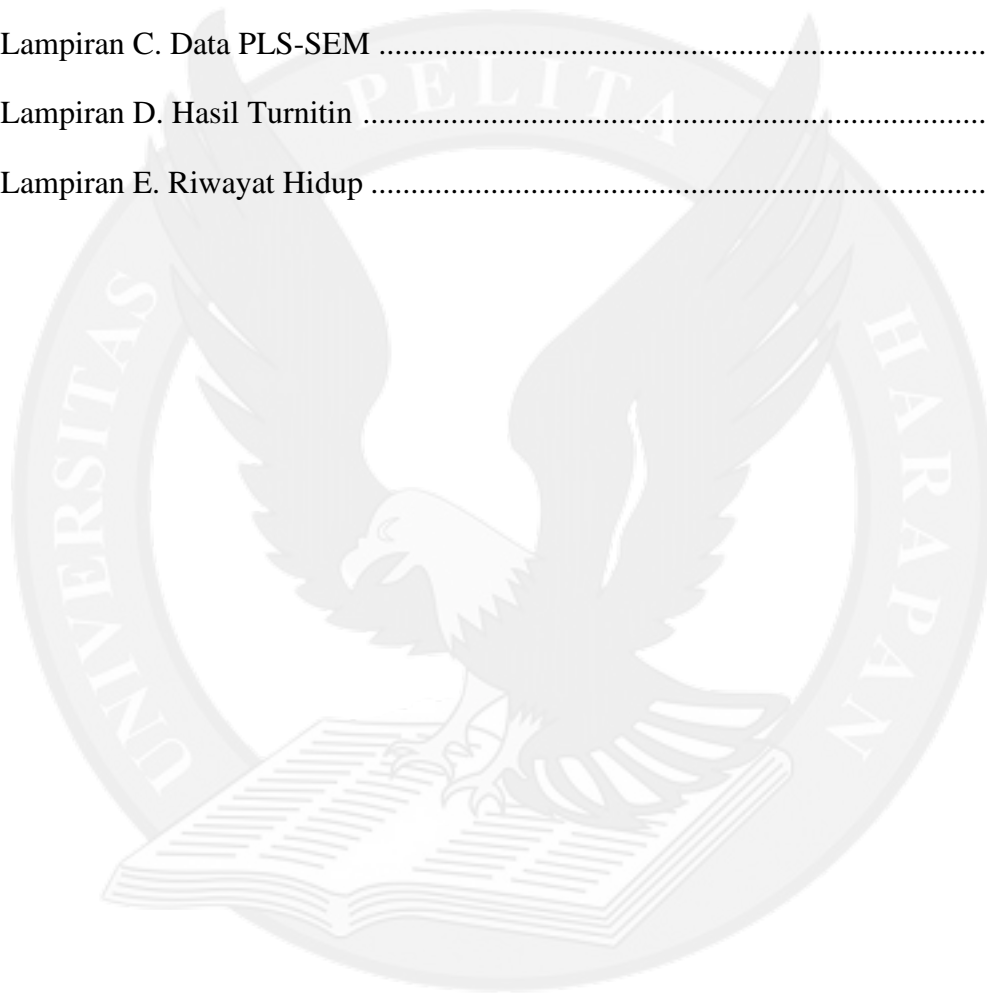 Lampiran C. Data PLS-SEM ............................................................................
Lampiran D. Hasil Turnitin ..............................................................................
Lampiran E. Riwayat Hidup .............................................................................
UNIVERSITAS PELITA HARAPAN